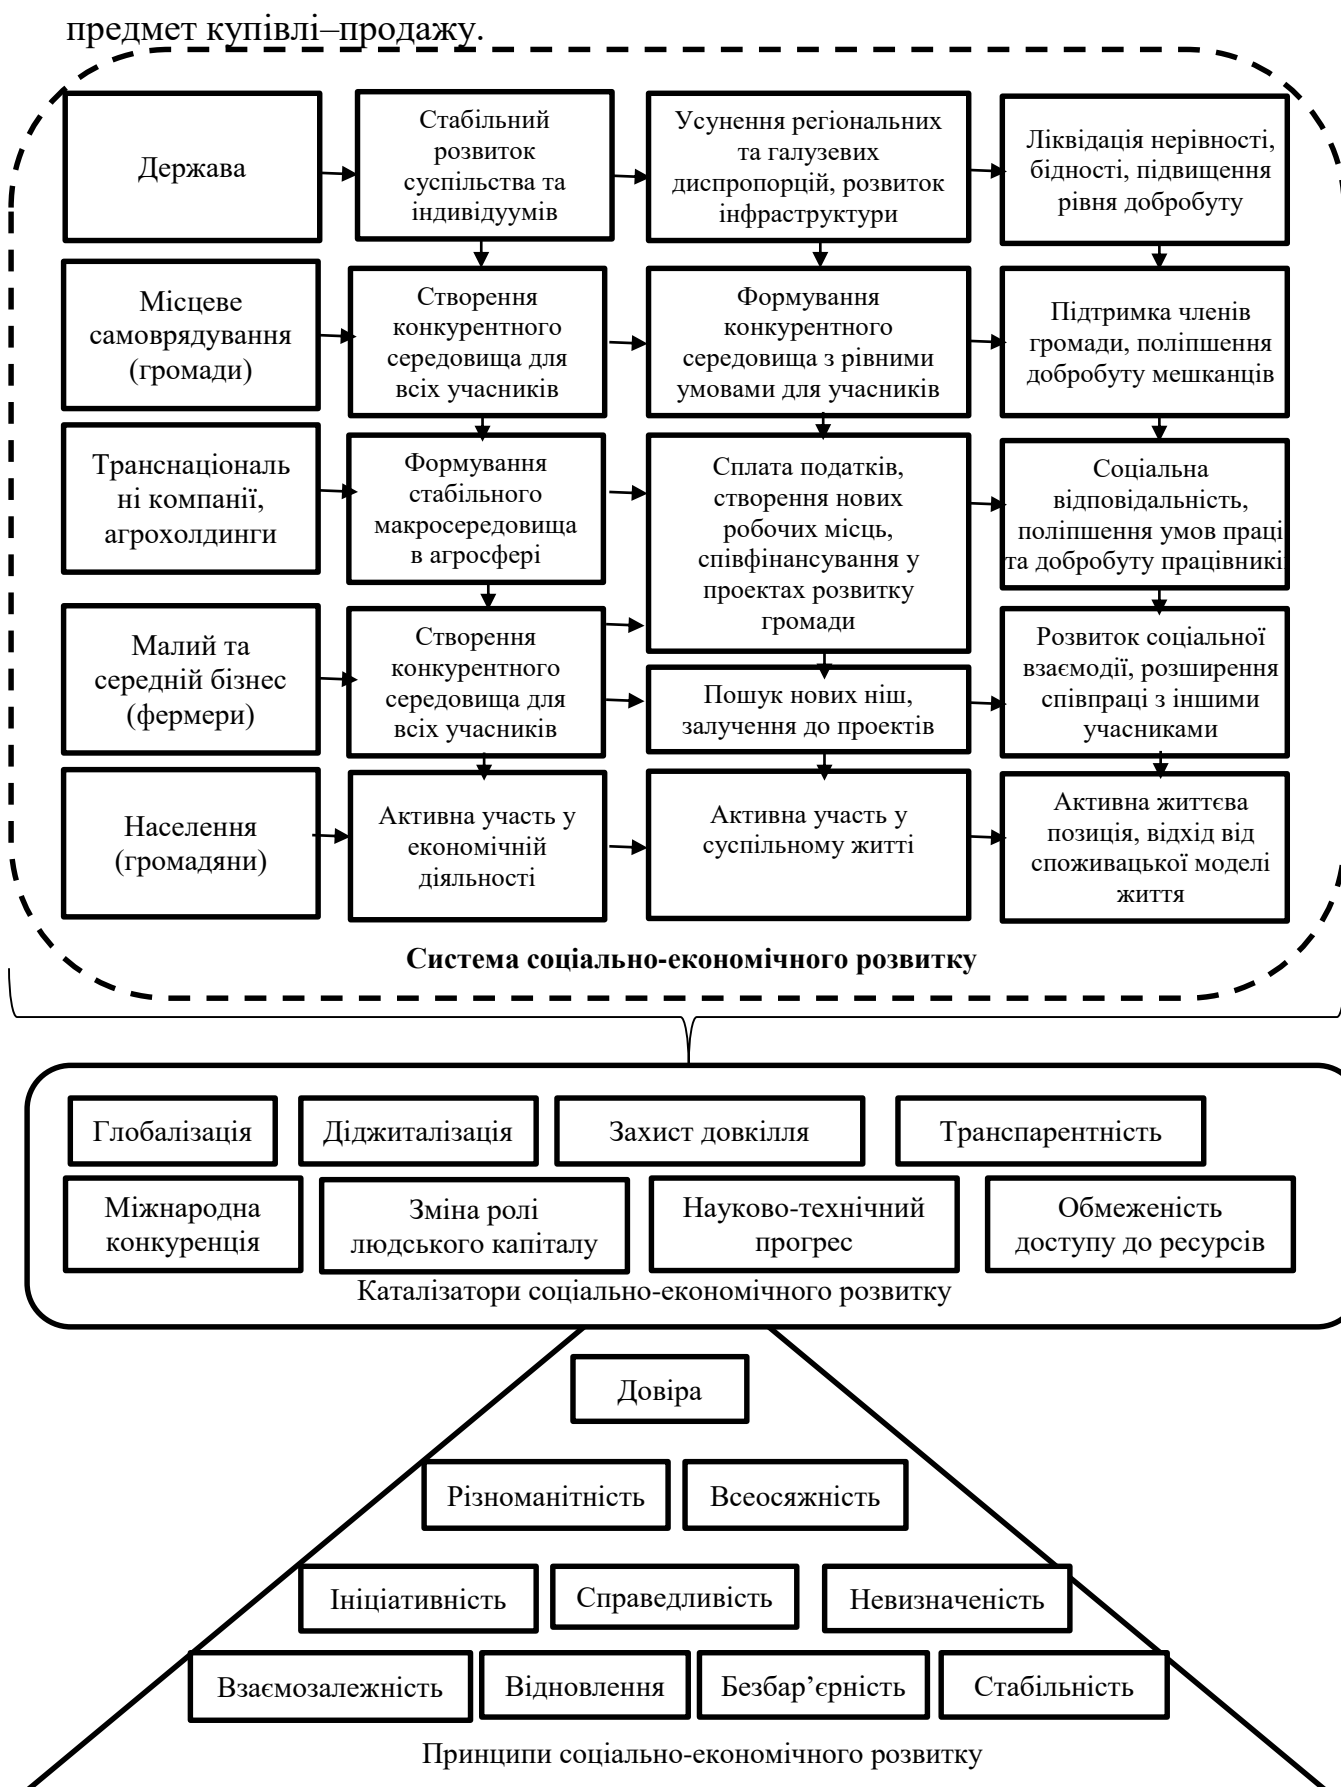 предмет купівлі–продажу.
Держава
Стабільний
розвиток
суспільства та
індивідуумів
Усунення регіональних
та галузевих
диспропорцій, розвиток
інфраструктури
Ліквідація нерівності,
бідності, підвищення
рівня добробуту
Місцеве
самоврядування
(громади)
Створення
конкурентного
середовища для
всіх учасників
Формування
конкурентного
середовища з рівними
умовами для учасників
Підтримка членів
громади, поліпшення
добробуту мешканців
Транснаціональ
ні компанії,
агрохолдинги
Формування
стабільного
макросередовища
в агросфері
Сплата податків,
створення нових
робочих місць,
співфінансування у
проектах розвитку
громади
Соціальна
відповідальність,
поліпшення умов праці
та добробуту працівникі
Малий та
середній бізнес
(фермери)
Створення
конкурентного
середовища для
всіх учасників
Пошук нових ніш,
залучення до проектів
Розвиток соціальної
взаємодії, розширення
співпраці з іншими
учасниками
Населення
(громадяни)
Активна участь у
економічній
діяльності
Активна участь у
суспільному житті
Активна життєва
позиція, відхід від
споживацької моделі
життя
Система соціально-економічного розвитку
Глобалізація
Діджиталізація
Захист довкілля
Транспарентність
Міжнародна
конкуренція
Зміна ролі
людського капіталу
Науково-технічний
прогрес
Обмеженість
доступу до ресурсів
Каталізатори соціально-економічного розвитку
Довіра
Різноманітність
Всеосяжність
Ініціативність
Справедливість
Невизначеність
Взаємозалежність
Відновлення
Безбар’єрність
Стабільність
Принципи соціально-економічного розвитку